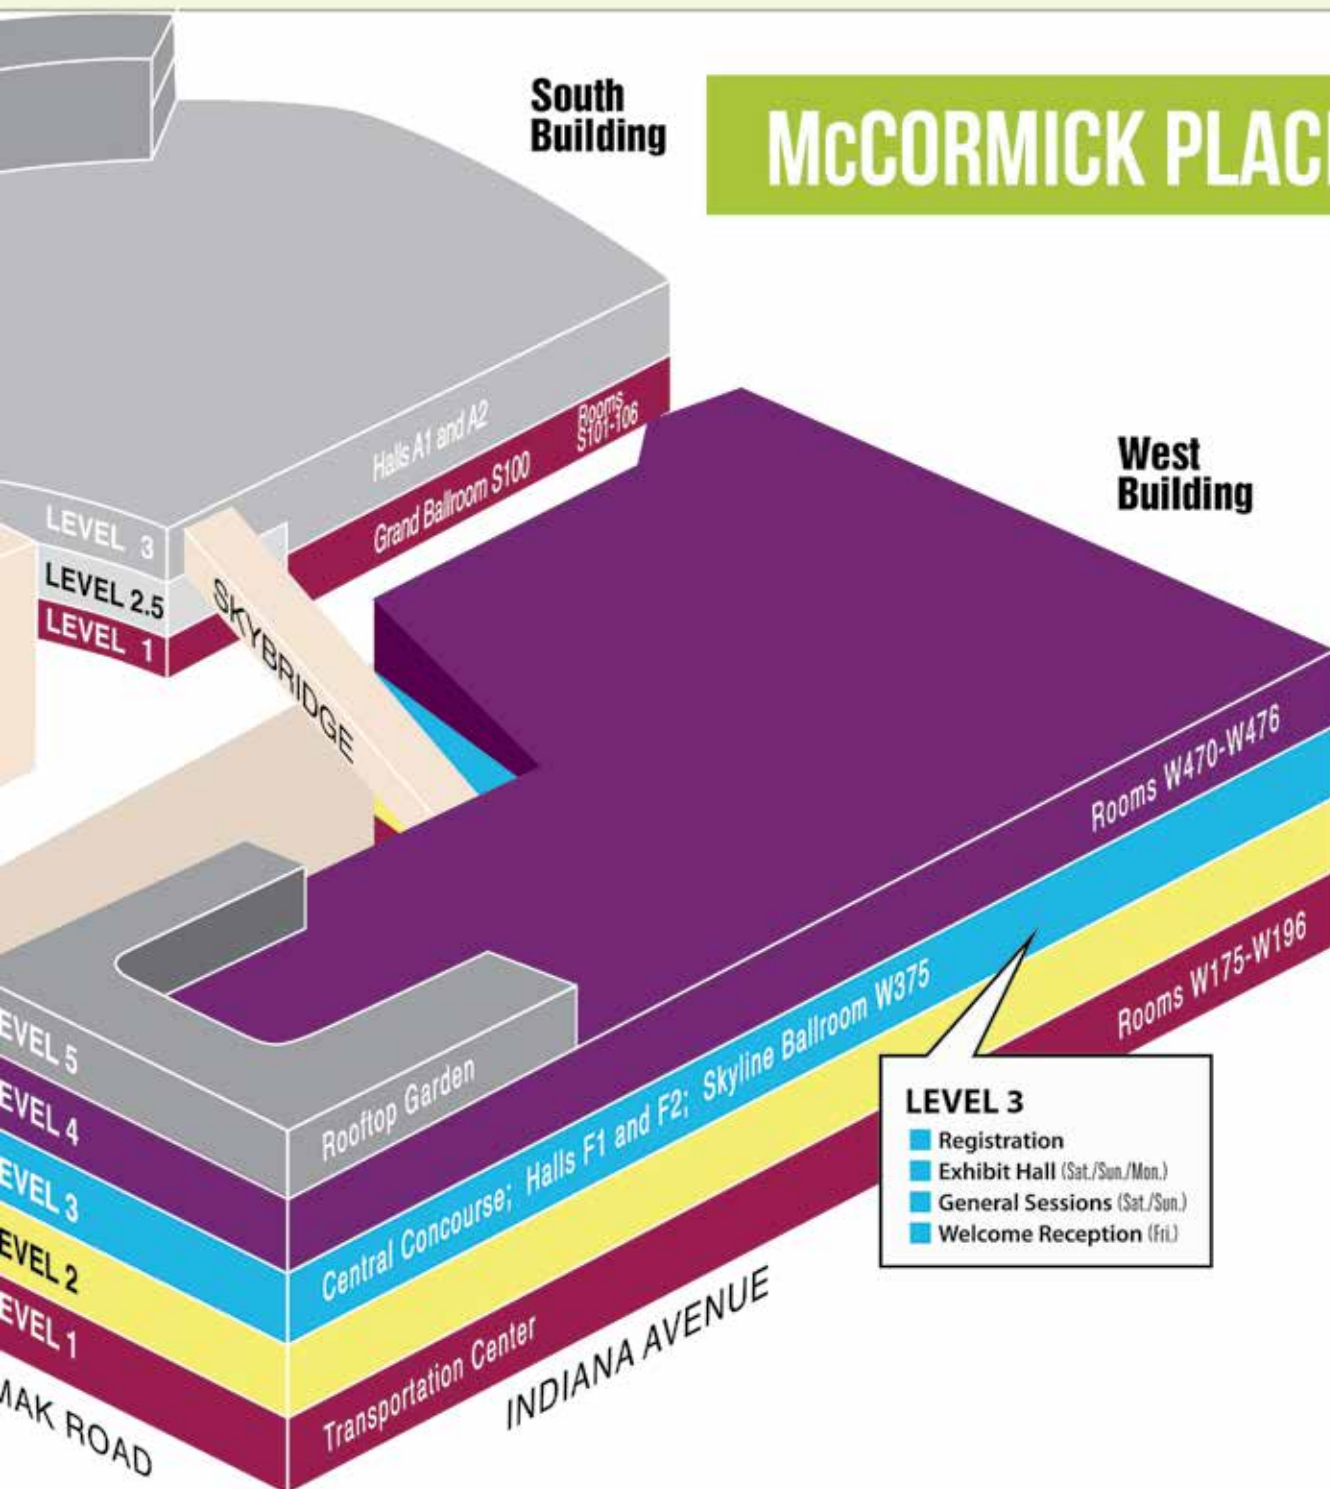 South
Building
McCORMICK PLAC
Halls A1 and A2
Rooms
S101-106
Grand Ballroom S100
LEVEL 3
LEVEL 2.5
LEVEL 1
SKYBRIDGE
West
Building
Rooms W470-W476
Rooms W175-W196
Rooftop Garden
Central Concourse; Halls F1 and F2; Skyline Ballroom W375
Transportation Center
EVEL 5
EVEL 4
EVEL 3
EVEL 2
EVEL 1
MAK ROAD
INDIANA AVENUE
LEVEL 3
Registration
Exhibit Hall (Sat./Sun./Mon.)
General Sessions (Sat./Sun.)
Welcome Reception (Fri.)